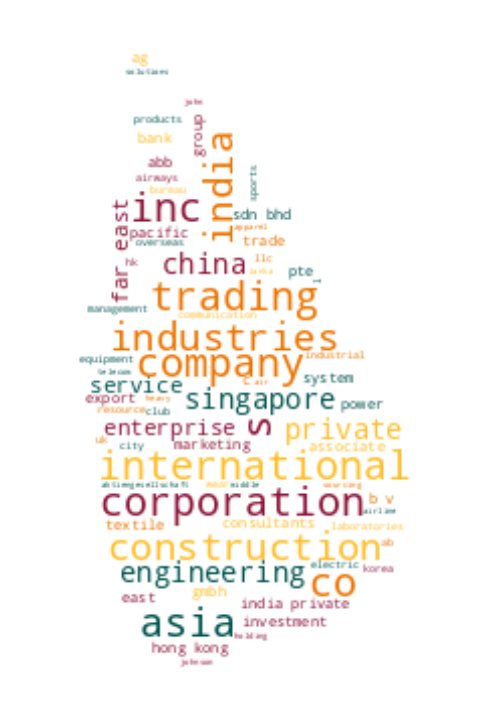 ag
solutions
john
products
group
bank
india
abb
sports
airways
bureau
inc
far east
sdn bhd
apparel
pacific
overseas
trade
hk
china
llc
lanka
pte
trading
management
communication
industries
company
equipment
industrial
telecom
service
c
air
system
export
heavy
singapore
power
resource
club
enterprise
s
private
uk
city
marketing
associate
international
aktiengesellschaft
wear
middle
sourcing
corporation
b v
airline
textile
consultants
laboratories
construction
ab
engineering
electric
korea
co
gmbh
east
india private
asia
investment
holding
hong kong
johnson